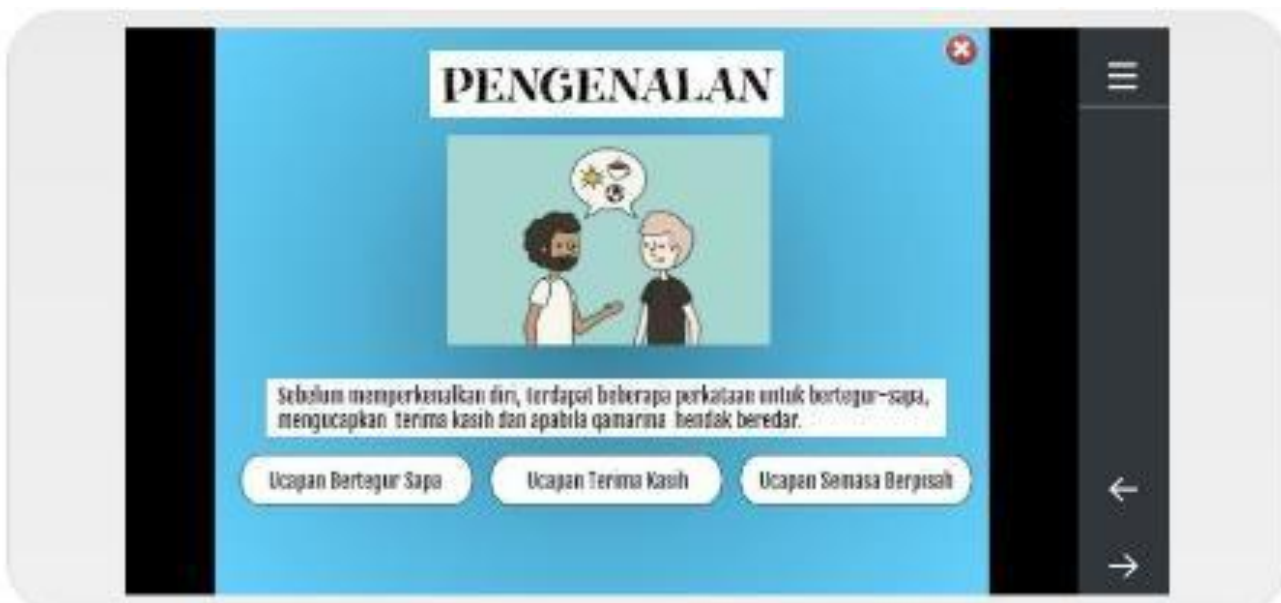 PENGENALAN
Sebelum memperkenalkan diri, terdapat beberapa perkataan untuk bertegur-sapa,
mengucapkan terima kasih dan apabila qamarina hendak beredar.
Ucapan Bertegur Sapa
Ucapan Terima Kasih
Ucapan Semasa Berpisah